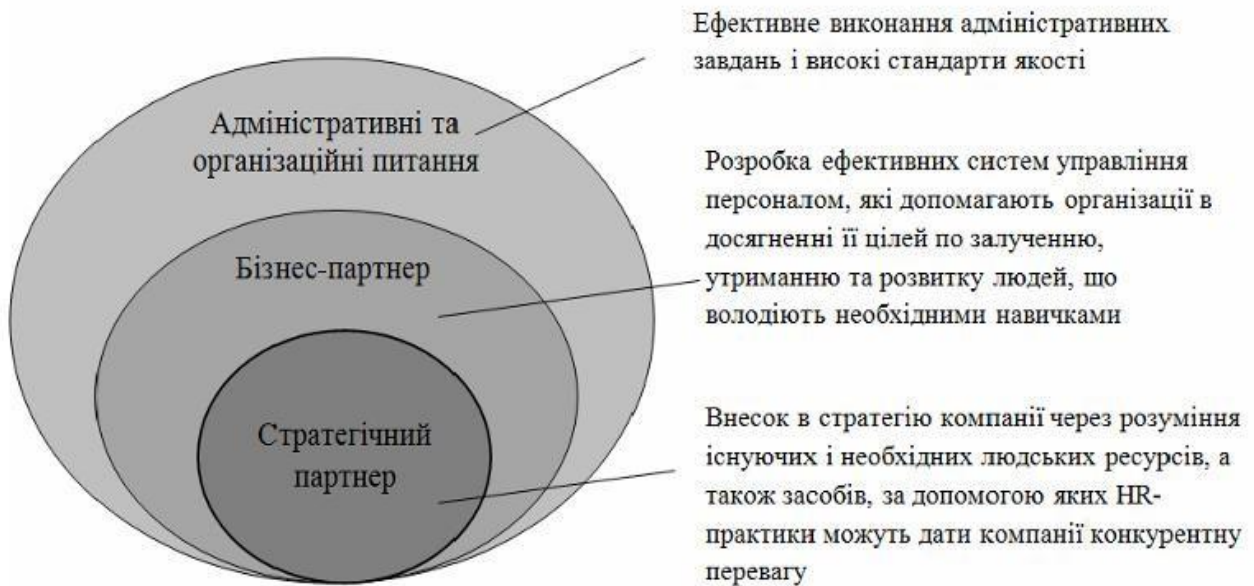 Ефективне виконання адміністративних
завдань і високі стандарти якості
Адміністративні та
організаційні питання
Розробка ефективних систем управління
персоналом, які допомагають організації в
досягненні її цілей по залученню,
утриманню та розвитку людей, що
володіють необхідними навичками
Бізнес-партнер
Внесок в стратегію компанії через розуміння
існуючих і необхідних людських ресурсів, а
також засобів, за допомогою яких HR-
практики можуть дати компанії конкурентну
перевагу
Стратегічний
партнер